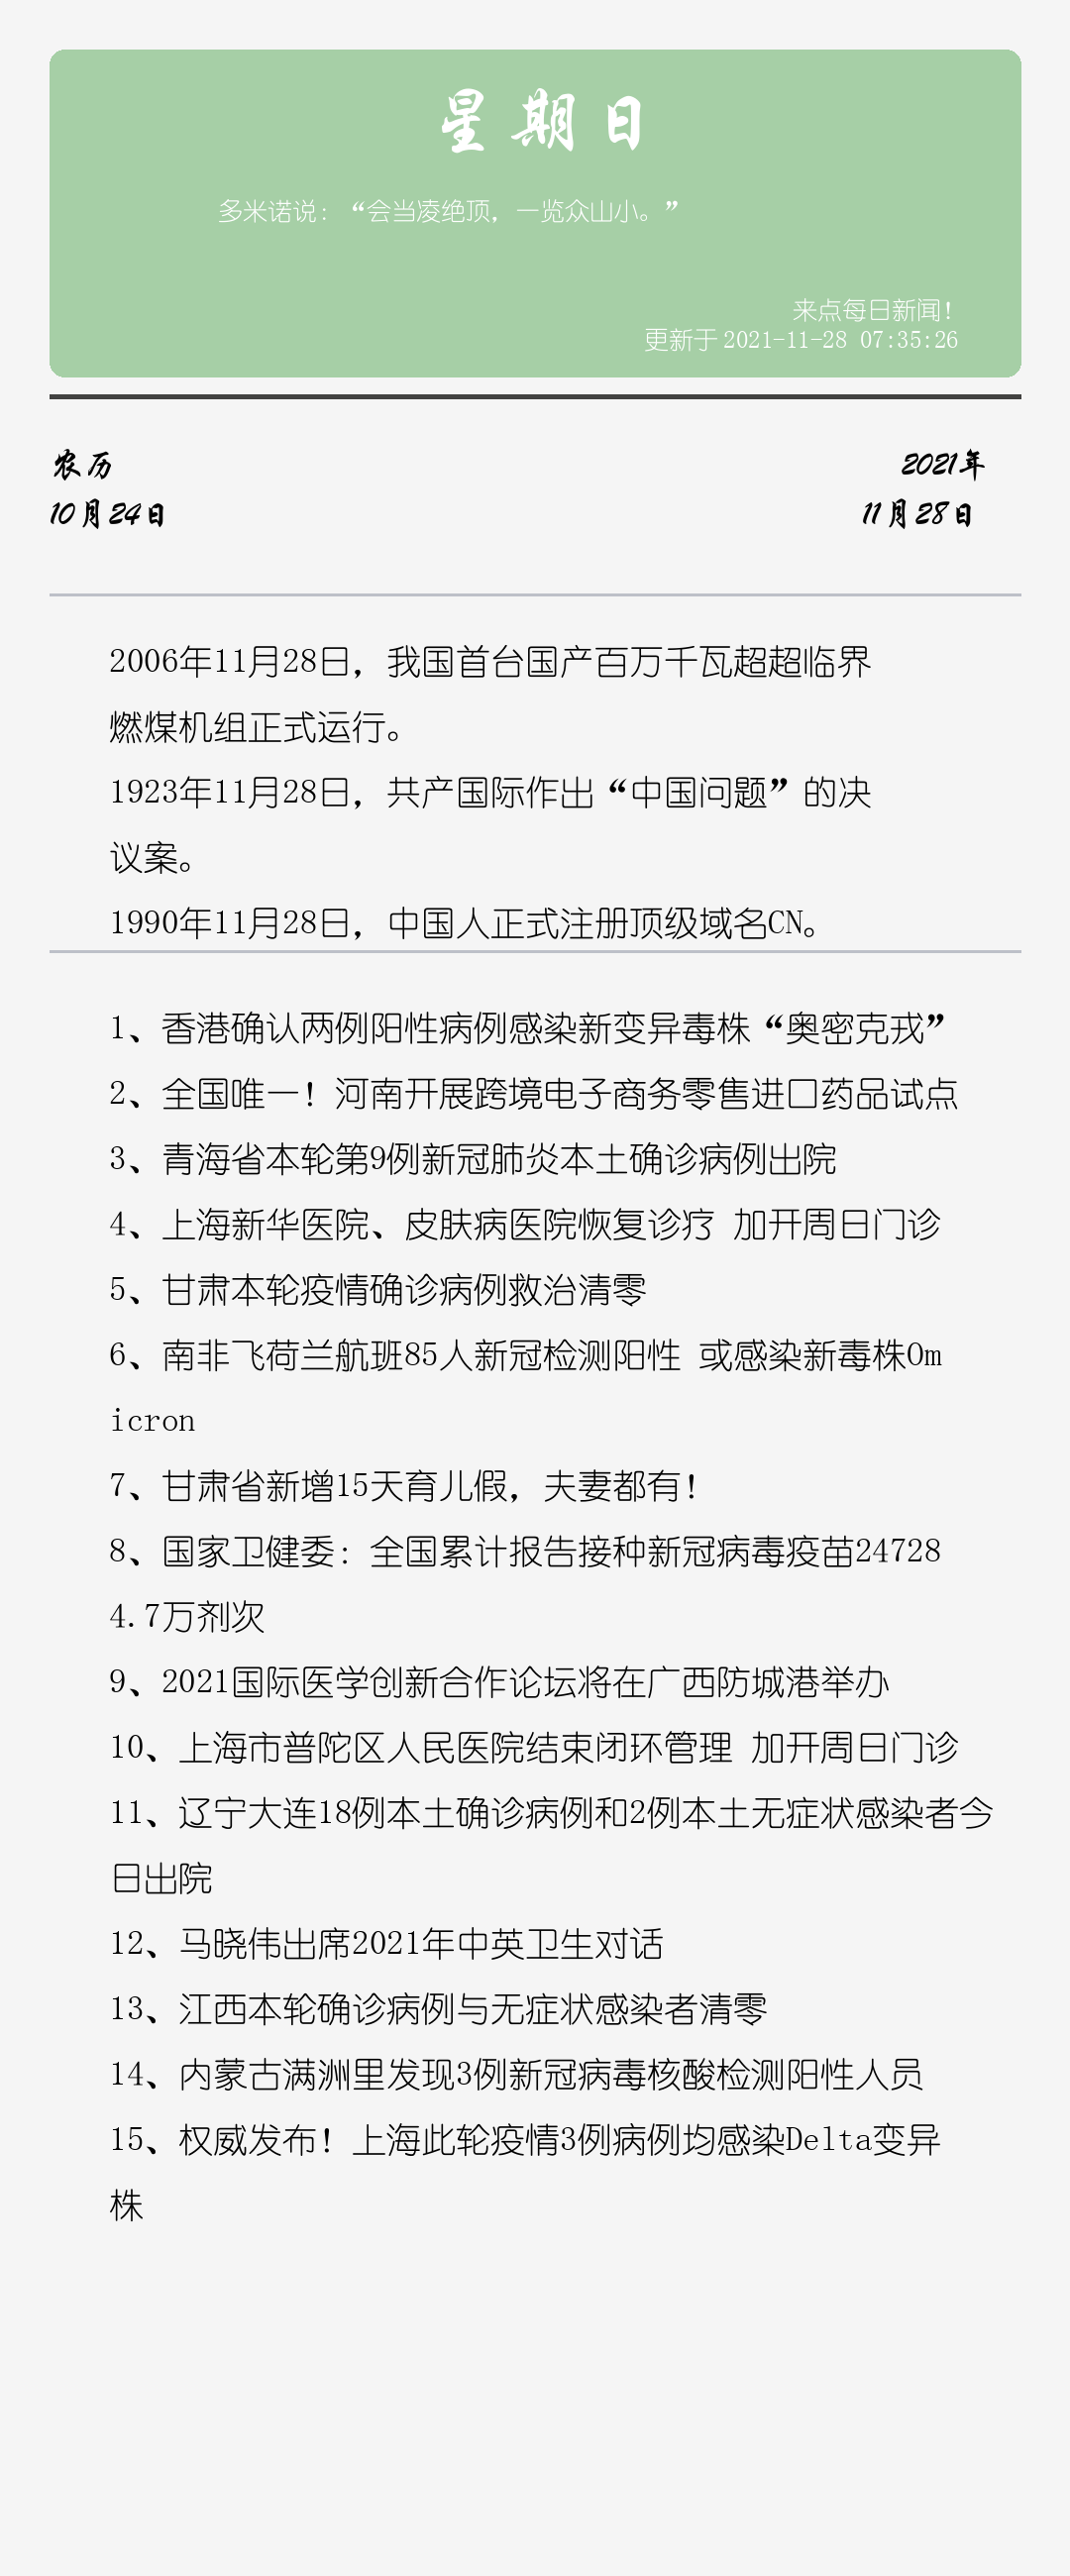 星期日
多米诺说：“会当凌绝顶，一览众山小。”
来点每日新闻！
更新于 2021-11-28 07:35:26
农历
10月24日
2021年
11月28日
2006年11月28日，我国首台国产百万千瓦超超临界
燃煤机组正式运行。
1923年11月28日，共产国际作出“中国问题”的决
议案。
1990年11月28日，中国人正式注册顶级域名CN。
1、香港确认两例阳性病例感染新变异毒株“奥密克戎”
2、全国唯一！河南开展跨境电子商务零售进口药品试点
3、青海省本轮第9例新冠肺炎本土确诊病例出院
4、上海新华医院、皮肤病医院恢复诊疗 加开周日门诊
5、甘肃本轮疫情确诊病例救治清零
6、南非飞荷兰航班85人新冠检测阳性 或感染新毒株Om
icron
7、甘肃省新增15天育儿假，夫妻都有！
8、国家卫健委：全国累计报告接种新冠病毒疫苗24728
4.7万剂次
9、2021国际医学创新合作论坛将在广西防城港举办
10、上海市普陀区人民医院结束闭环管理 加开周日门诊
11、辽宁大连18例本土确诊病例和2例本土无症状感染者今
日出院
12、马晓伟出席2021年中英卫生对话
13、江西本轮确诊病例与无症状感染者清零
14、内蒙古满洲里发现3例新冠病毒核酸检测阳性人员
15、权威发布！上海此轮疫情3例病例均感染Delta变异
株